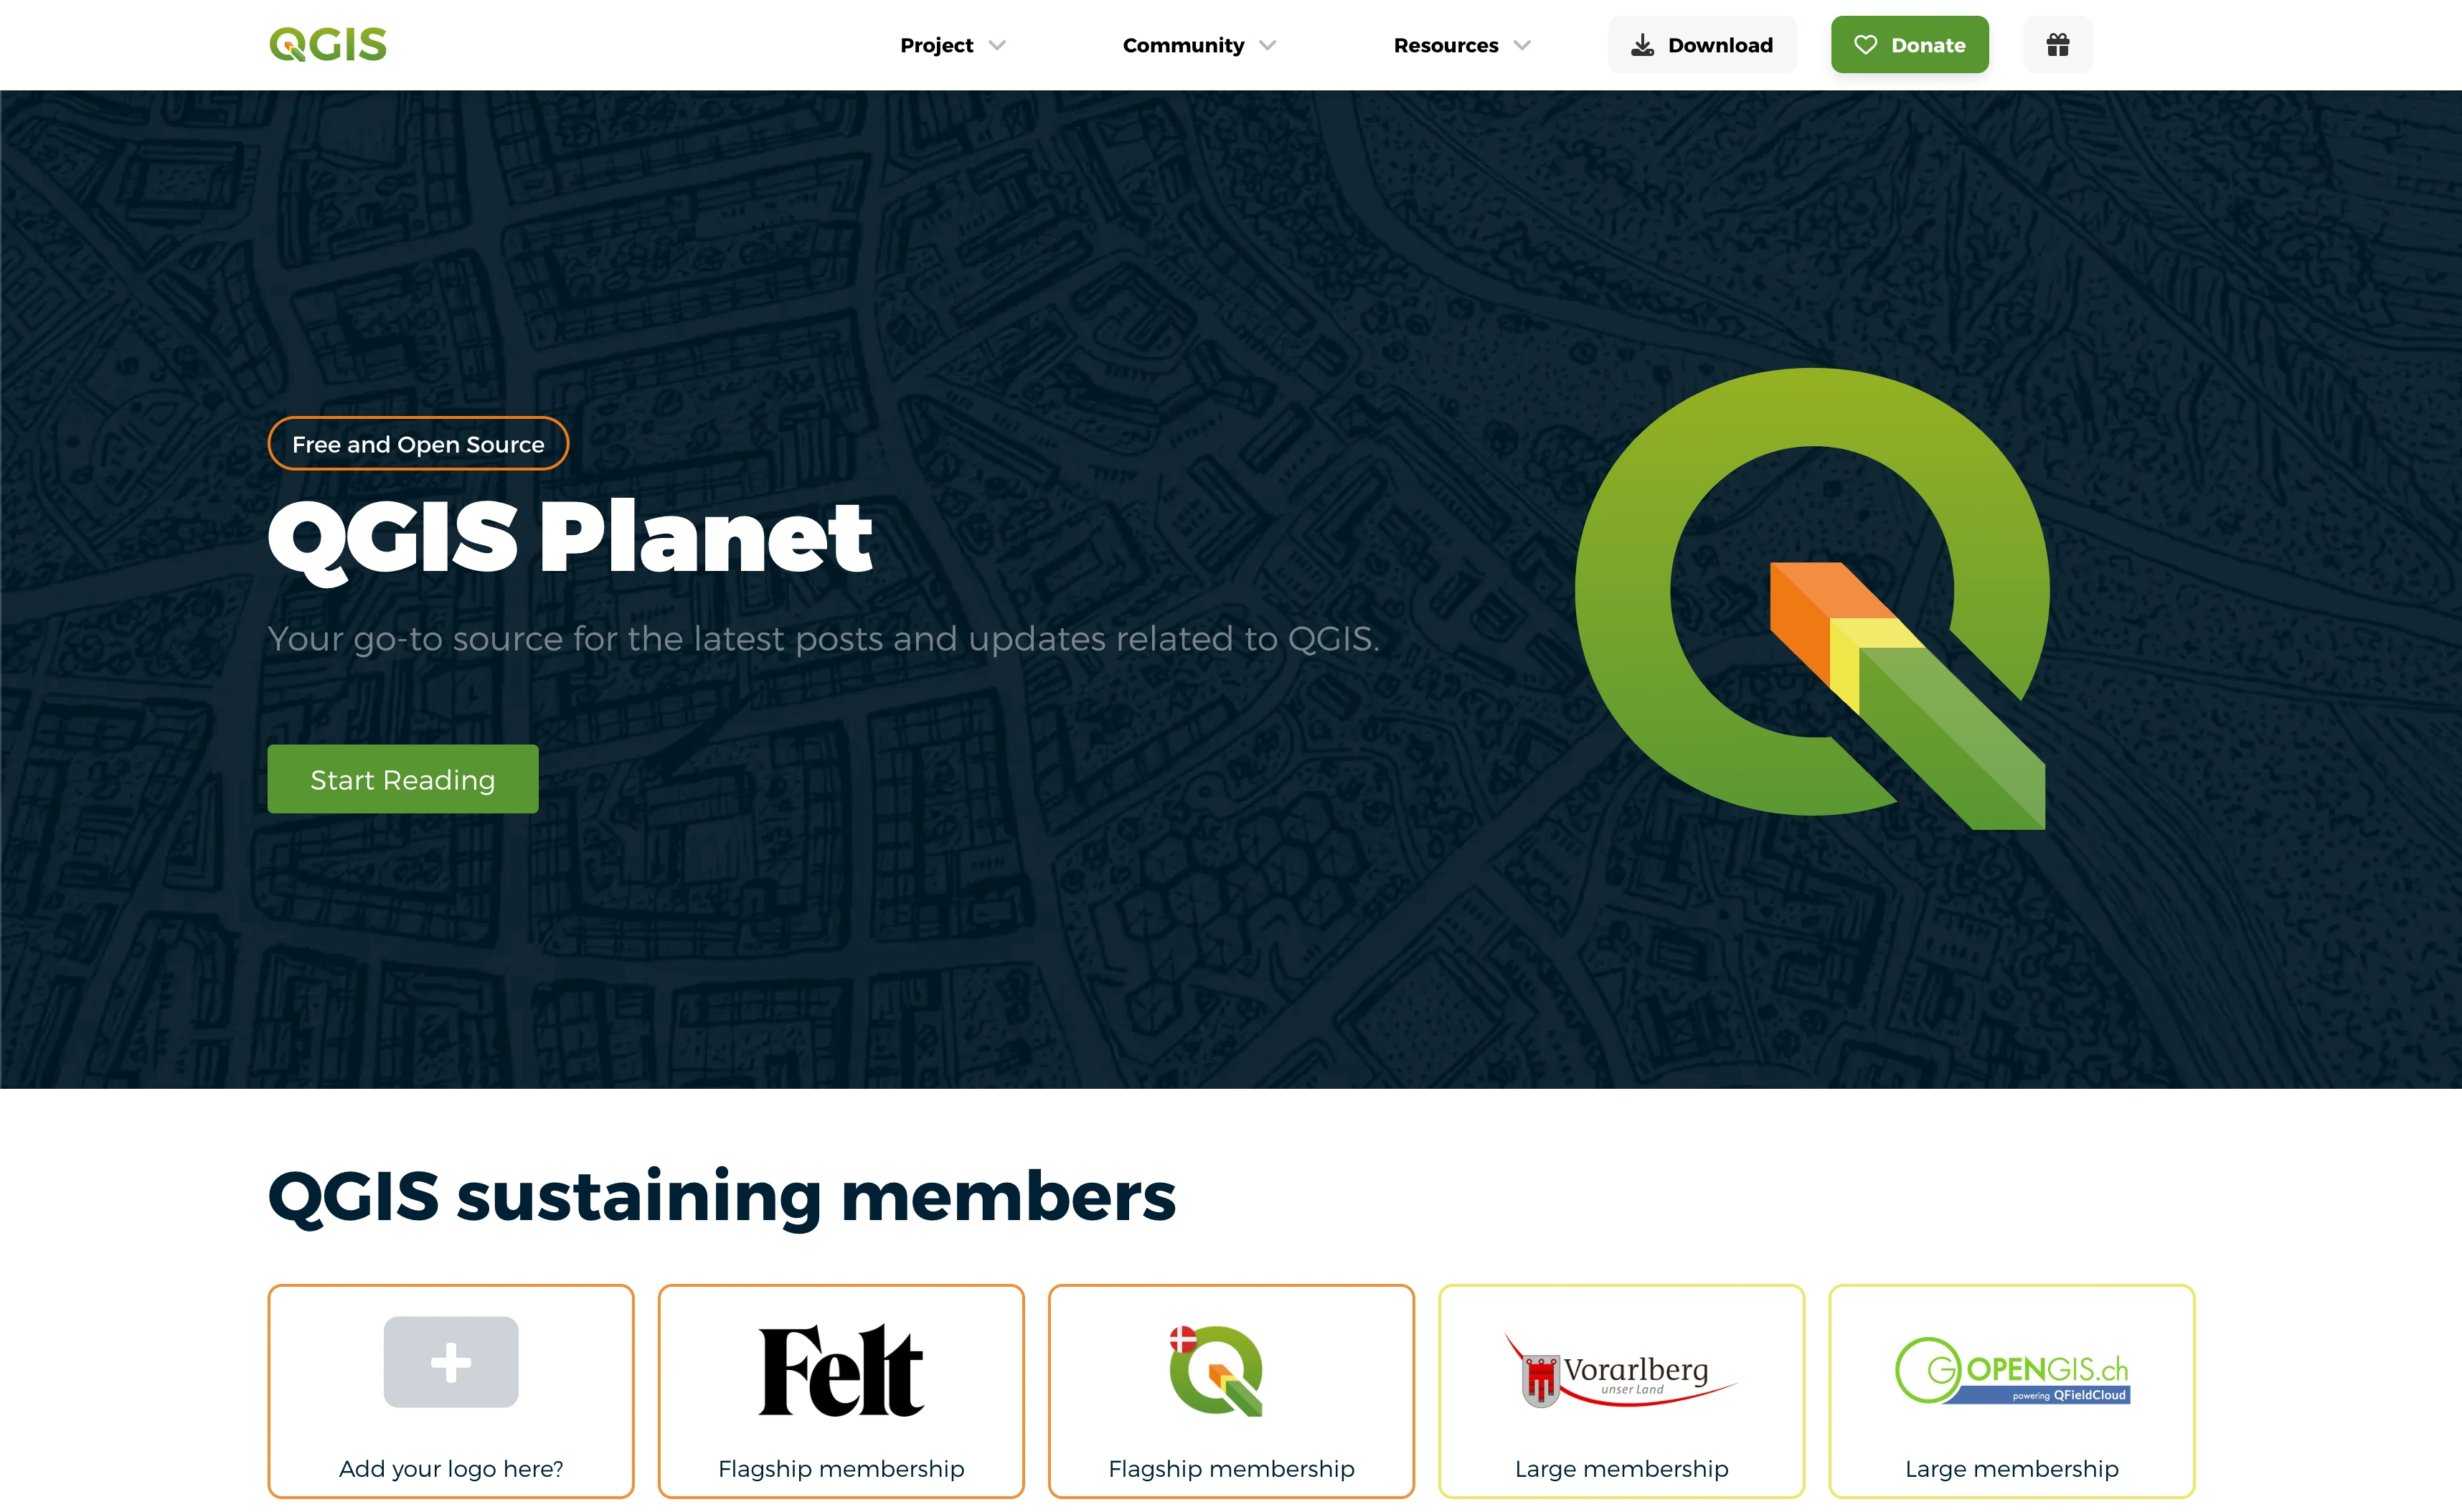 QGIS
Project
Community
Resources
Download
Donate
Free and Open Source
QGIS Planet
Your go-to source for the latest posts and updates related to QGIS.
Start Reading
QGIS sustaining members
Add your logo here?
Felt
Flagship membership
Flagship membership
Vorarlberg
unser Land
Large membership
G OPENGIS.ch
powering QFieldCloud
Large membership